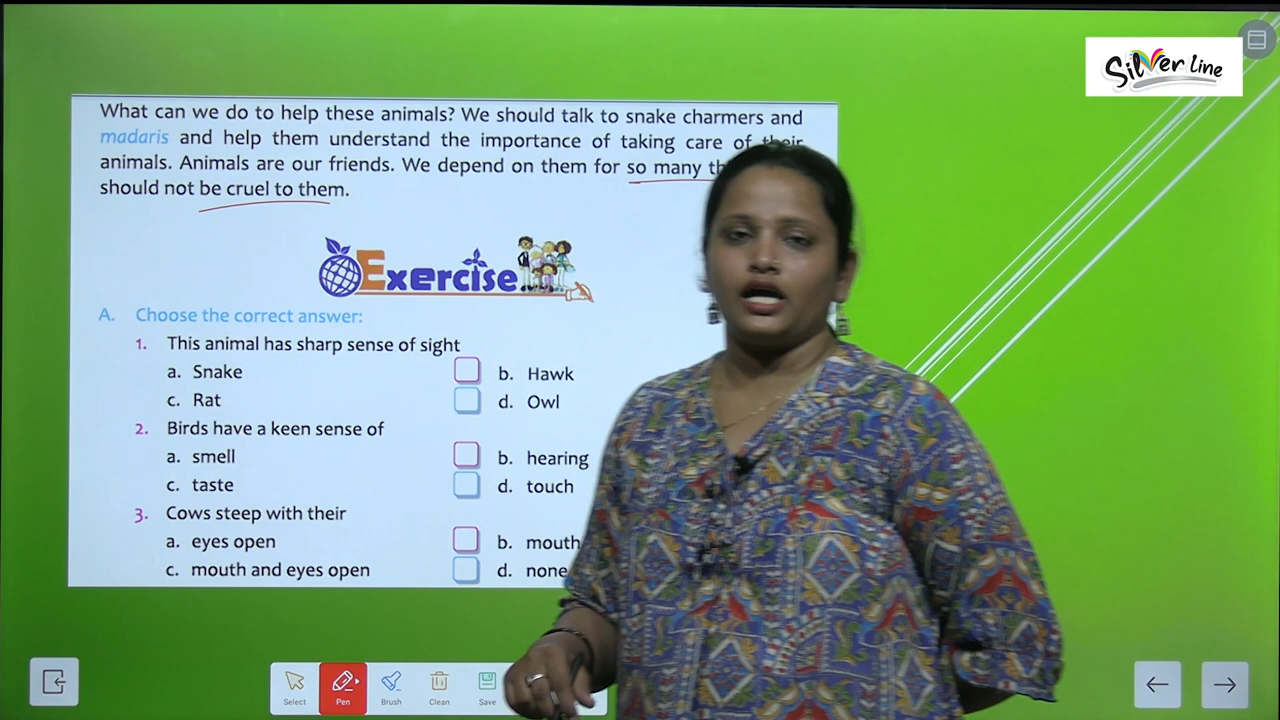 Silver line
What can we do to help these animals? We should talk to snake charmers and
madaris and help them understand the importance of taking care of their
animals. Animals are our friends. We depend on them for so many
should not be cruel to them.
Exercise
A. Choose the correct answer:
1. This animal has sharp sense of sight
a. Snake b. Hawk
c. Rat d. Owl
2. Birds have a keen sense of
a. smell b. hearing
c. taste d. touch
3. Cows steep with their
a. eyes open b. mouth
c. mouth and eyes open d. none
Select Pen Brush Clean Save